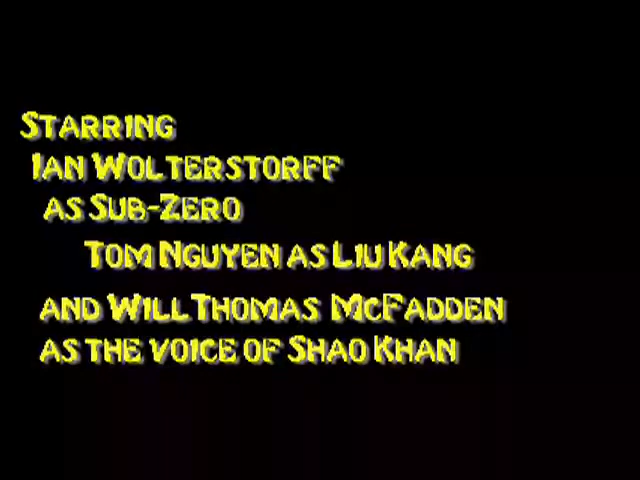 Starring
Ian Wolterstorff
as Sub-Zero
Tom Nguyen as Liu Kang
and Will Thomas McFadden
as the voice of Shao Khan